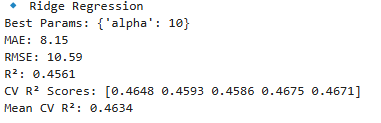 🔹 Ridge Regression
Best Params: {'alpha': 10}
MAE: 8.15
RMSE: 10.59
R²: 0.4561
CV R² Scores: [0.4648 0.4593 0.4586 0.4675 0.4671]
Mean CV R²: 0.4634